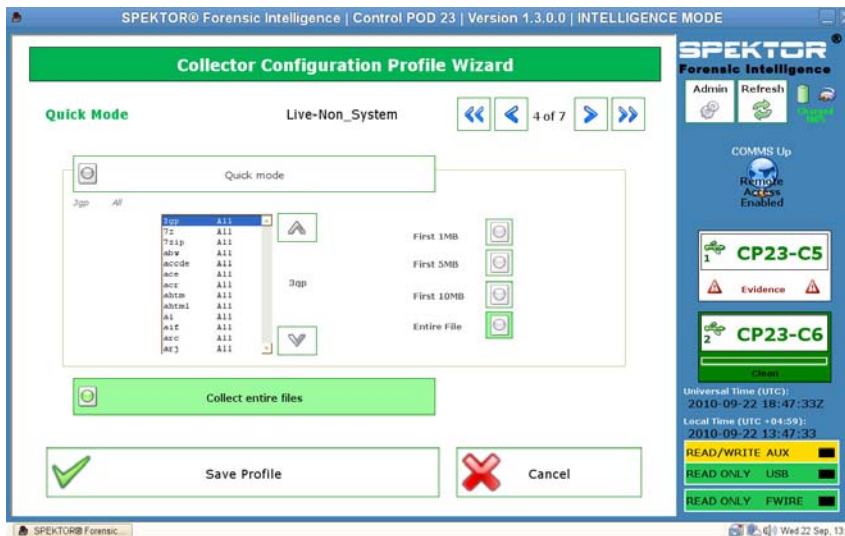 SPEKTOR® Forensic Intelligence | Control POD 23 | Version 1.3.0.0 | INTELLIGENCE MODE
SPEKTOR®
Forensic Intelligence
Collector Configuration Profile Wizard
Admin Refresh
Charged
100%
Quick Mode Live-Non_System 4 of 7
COMMS Up
Remote
Access
Enabled
Quick mode
3gp All
3gp All
7z All
7zip All
abw All
accde All
ace All
acr All
ahtm All
ahtml All
ai All
aif All
arc All
arj All
3gp
First 1MB
First 5MB
First 10MB
Entire File
1 CP23-C5
Evidence
2 CP23-C6
Clean
Collect entire files
Universal Time (UTC):
2010-09-22 18:47:33Z
Local Time (UTC +04:59):
2010-09-22 13:47:33
READ/WRITE AUX
READ ONLY USB
READ ONLY FWIRE
Save Profile Cancel
SPEKTOR® Forensic... Wed 22 Sep, 13: